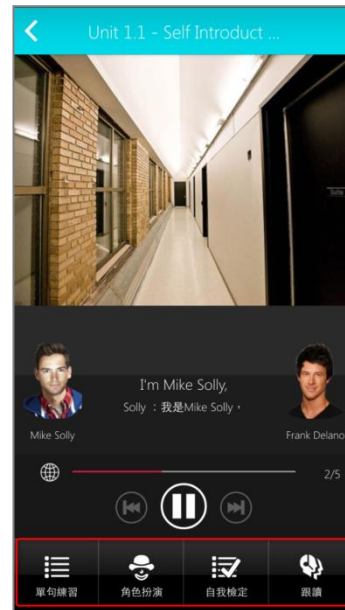 Unit 1.1 - Self Introduct ...
I'm Mike Solly,
Solly ：我是Mike Solly，
Mike Solly
Frank Delano
2/5
單句練習 角色扮演 自我檢定 跟讀